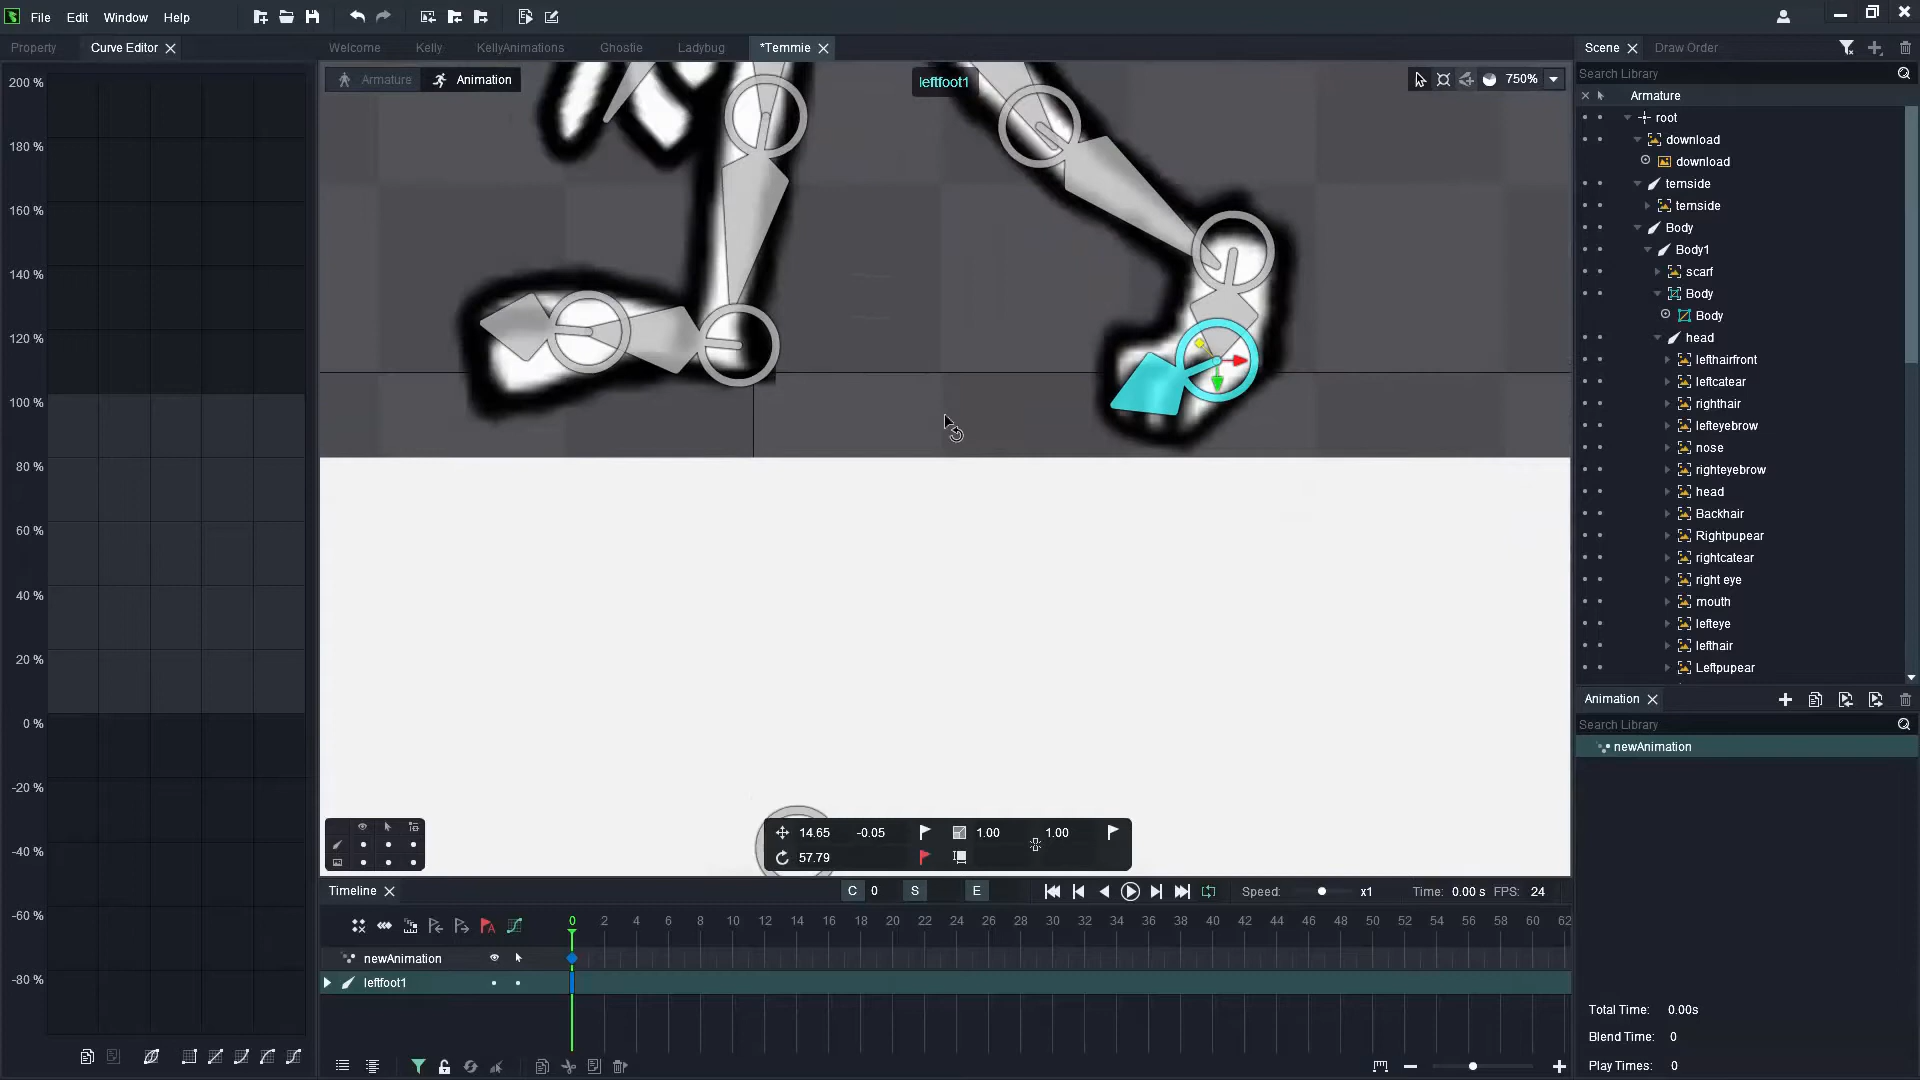 File Edit Window Help
Property Curve Editor Welcome Kelly KellyAnimations Ghostie Ladybug *Temmie Scene Draw Order
Armature Animation leftfoot1 750%
Search Library
Armature
root
download
download
temside
temside
Body
Body1
scarf
Body
Body
head
lefthairfront
leftcatear
righthair
lefteyebrow
nose
righteyebrow
head
Backhair
Rightpupear
rightcatear
right eye
mouth
lefteye
lefthair
Leftpupear
200 %
180 %
160 %
140 %
120 %
100 %
80 %
60 %
40 %
20 %
0 %
-20 %
-40 %
-60 %
-80 %
14.65 -0.05 1.00 1.00
57.79
Animation
Search Library
newAnimation
Total Time: 0.00s
Blend Time: 0
Play Times: 0
Timeline C 0 S E Speed: x1 Time: 0.00 s FPS: 24
0 2 4 6 8 10 12 14 16 18 20 22 24 26 28 30 32 34 36 38 40 42 44 46 48 50 52 54 56 58 60 62
newAnimation
leftfoot1